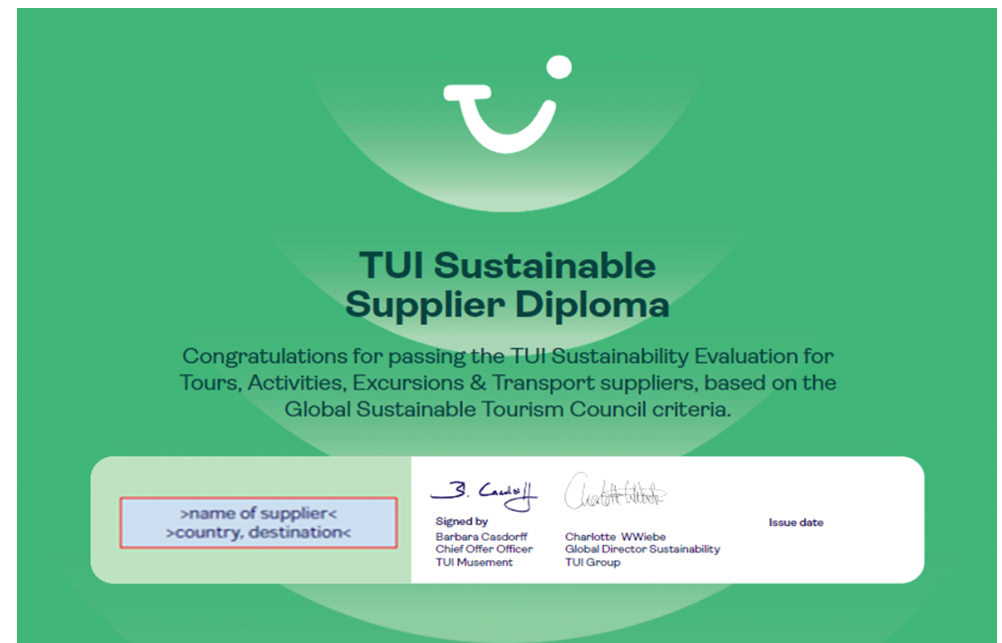 TUI Sustainable
Supplier Diploma
Congratulations for passing the TUI Sustainability Evaluation for
Tours, Activities, Excursions & Transport suppliers, based on the
Global Sustainable Tourism Council criteria.
>name of supplier<
>country, destination<
B. Casdorff
Signed by
Barbara Casdorff
Chief Offer Officer
TUI Musement
Charlotte WWiebe
Global Director Sustainability
TUI Group
Issue date